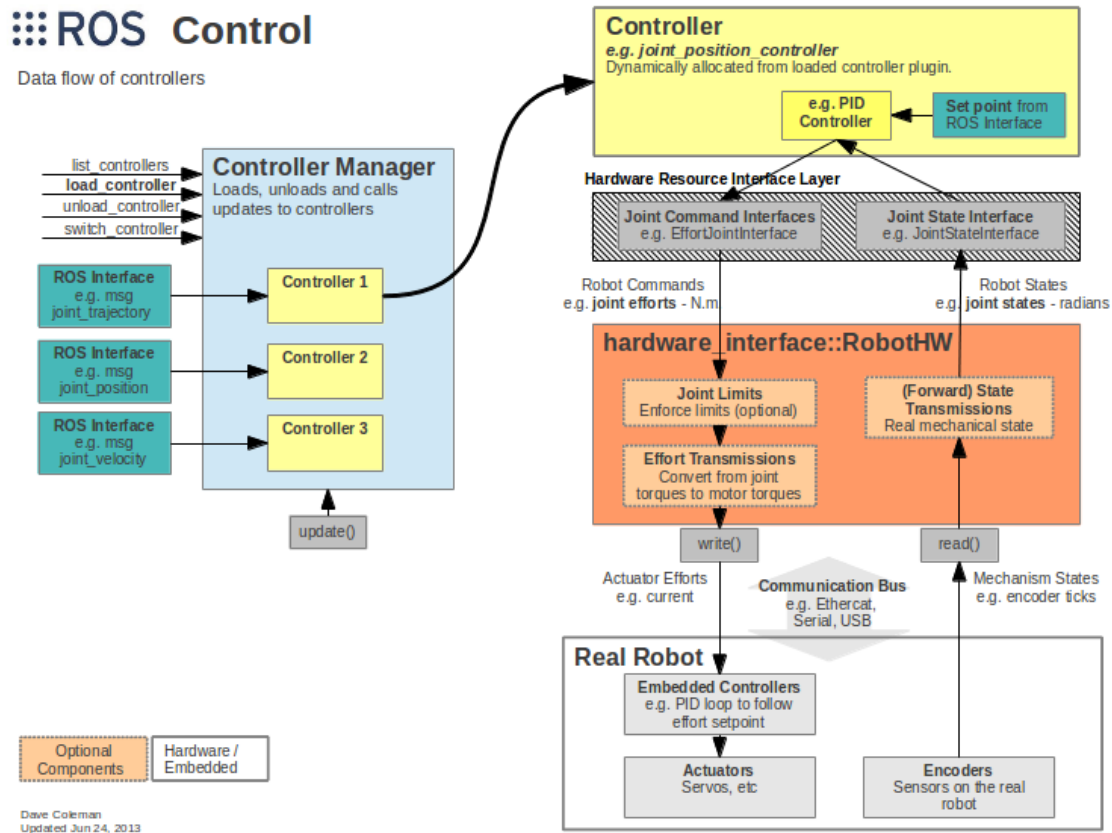 ROS Control
Data flow of controllers
list_controllers
load_controller
unload_controller
switch_controller
Controller Manager
Loads, unloads and calls
updates to controllers
ROS Interface
e.g. msg
joint_trajectory
Controller 1
ROS Interface
e.g. msg
joint_position
Controller 2
ROS Interface
e.g. msg
joint_velocity
Controller 3
update()
Controller
e.g. joint_position_controller
Dynamically allocated from loaded controller plugin.
e.g. PID
Controller
Set point from
ROS Interface
Hardware Resource Interface Layer
Joint Command Interfaces
e.g. EffortJointInterface
Joint State Interface
e.g. JointStateInterface
Robot Commands
e.g. joint efforts - N.m
Robot States
e.g. joint states - radians
hardware_interface::RobotHW
Joint Limits
Enforce limits (optional)
Effort Transmissions
Convert from joint
torques to motor torques
(Forward) State
Transmissions
Real mechanical state
write()
read()
Actuator Efforts
e.g. current
Communication Bus
e.g. Ethercat,
Serial, USB
Mechanism States
e.g. encoder ticks
Real Robot
Embedded Controllers
e.g. PID loop to follow
effort setpoint
Actuators
Servos, etc
Encoders
Sensors on the real
robot
Optional
Components
Hardware /
Embedded
Dave Coleman
Updated Jun 24, 2013